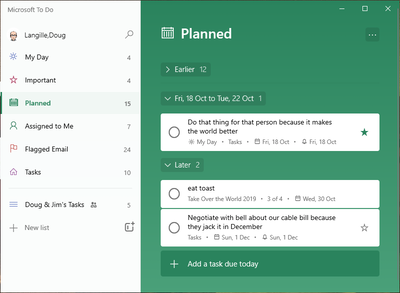 Microsoft To Do
Langille,Doug
My Day 4
Important 4
Planned 15
Assigned to Me 7
Flagged Email 24
Tasks 10
Doug & Jim's Tasks 5
New list
Planned
Earlier 12
Fri, 18 Oct to Tue, 22 Oct 1
Do that thing for that person because it makes
the world better
My Day • Tasks • Fri, 18 Oct • Fri, 18 Oct
Later 2
eat toast
Take Over the World 2019 • 3 of 4 • Wed, 30 Oct
Negotiate with bell about our cable bill because
they jack it in December
Tasks • Sun, 1 Dec • Sun, 1 Dec
Add a task due today